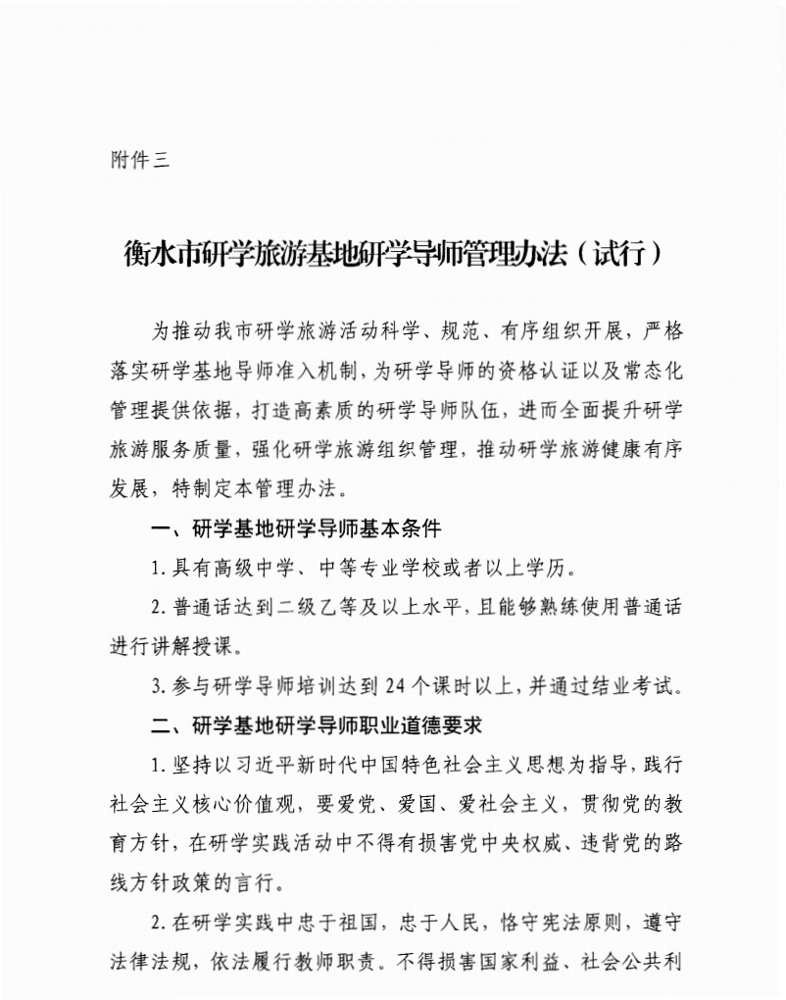 附件三
衡水市研学旅游基地研学导师管理办法（试行）
为推动我市研学旅游活动科学、规范、有序组织开展，严格
落实研学基地导师准入机制，为研学导师的资格认证以及常态化
管理提供依据，打造高素质的研学导师队伍，进而全面提升研学
旅游服务质量，强化研学旅游组织管理，推动研学旅游健康有序
发展，特制定本管理办法。
一、研学基地研学导师基本条件
1.具有高级中学、中等专业学校或者以上学历。
2.普通话达到二级乙等及以上水平，且能够熟练使用普通话
进行讲解授课。
3.参与研学导师培训达到24个课时以上，并通过结业考试。
二、研学基地研学导师职业道德要求
1.坚持以习近平新时代中国特色社会主义思想为指导，践行
社会主义核心价值观，要爱党、爱国、爱社会主义，贯彻党的教
育方针，在研学实践活动中不得有损害党中央权威、违背党的路
线方针政策的言行。
2.在研学实践中忠于祖国，忠于人民，恪守宪法原则，遵守
法律法规，依法履行教师职责。不得损害国家利益、社会公共利